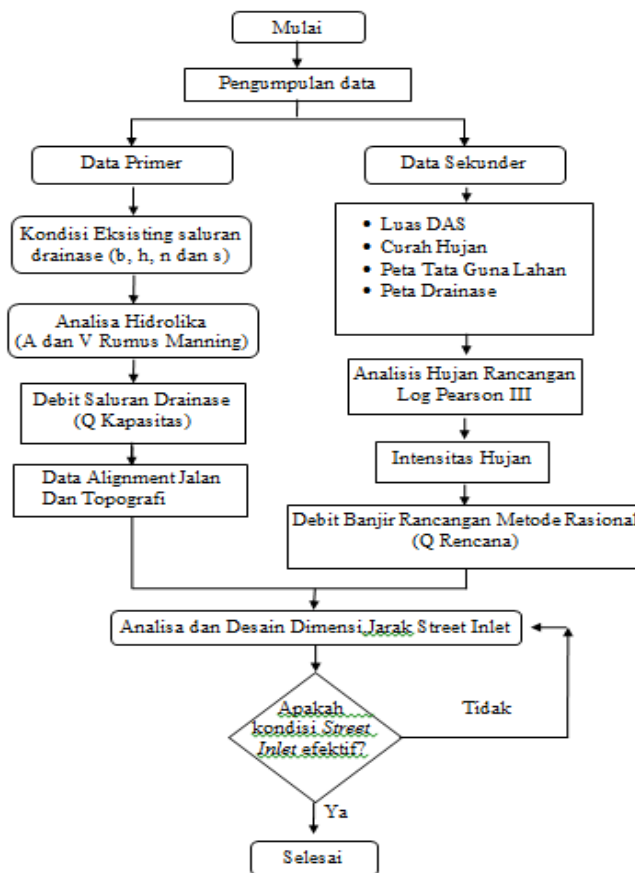 Mulai
Pengumpulan data
Data Primer
Data Sekunder
Kondisi Eksisting saluran
drainase (b, h, n dan s)
Analisa Hidrolika
(A dan V Rumus Manning)
Debit Saluran Drainase
(Q Kapasitas)
Data Alignment Jalan
Dan Topografi
• Luas DAS
• Curah Hujan
• Peta Tata Guna Lahan
• Peta Drainase
Analisis Hujan Rancangan
Log Pearson III
Intensitas Hujan
Debit Banjir Rancangan Metode Rasional
(Q Rencana)
Analisa dan Desain Dimensi,Jarak Street Inlet
Apakah
kondisi Street
Inlet efektif?
Tidak
Ya
Selesai